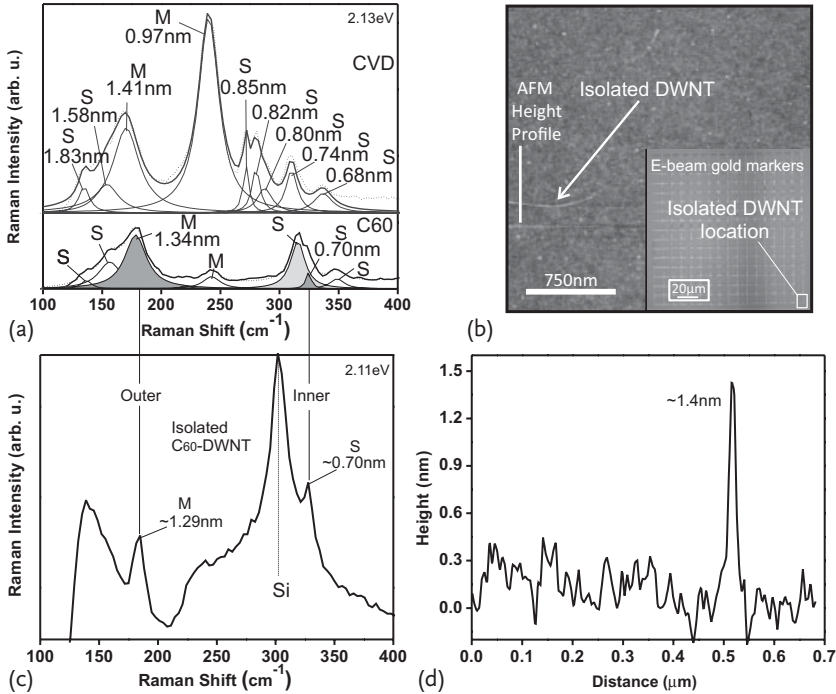 M
0.97nm
2.13eV
CVD
M
1.41nm
S
1.58nm
S
1.83nm
S
0.85nm
S
0.82nm
S
0.80nm
S
0.74nm
S
0.68nm
Raman Intensity (arb. u.)
C60
M
1.34nm
S
S
M
S
S
0.70nm
S
100 150 200 250 300 350 400
Raman Shift (cm⁻¹)
(a)
AFM
Height
Profile
Isolated DWNT
E-beam gold markers
Isolated DWNT
location
750nm
20µm
(b)
2.11eV
Outer
Inner
Isolated
C60-DWNT
S
~0.70nm
M
~1.29nm
Si
Raman Intensity (arb. u.)
100 150 200 250 300 350 400
Raman Shift (cm⁻¹)
(c)
1.5
1.2
0.9
0.6
0.3
0.0
Height (nm)
~1.4nm
0.0 0.1 0.2 0.3 0.4 0.5 0.6 0.7
Distance (µm)
(d)